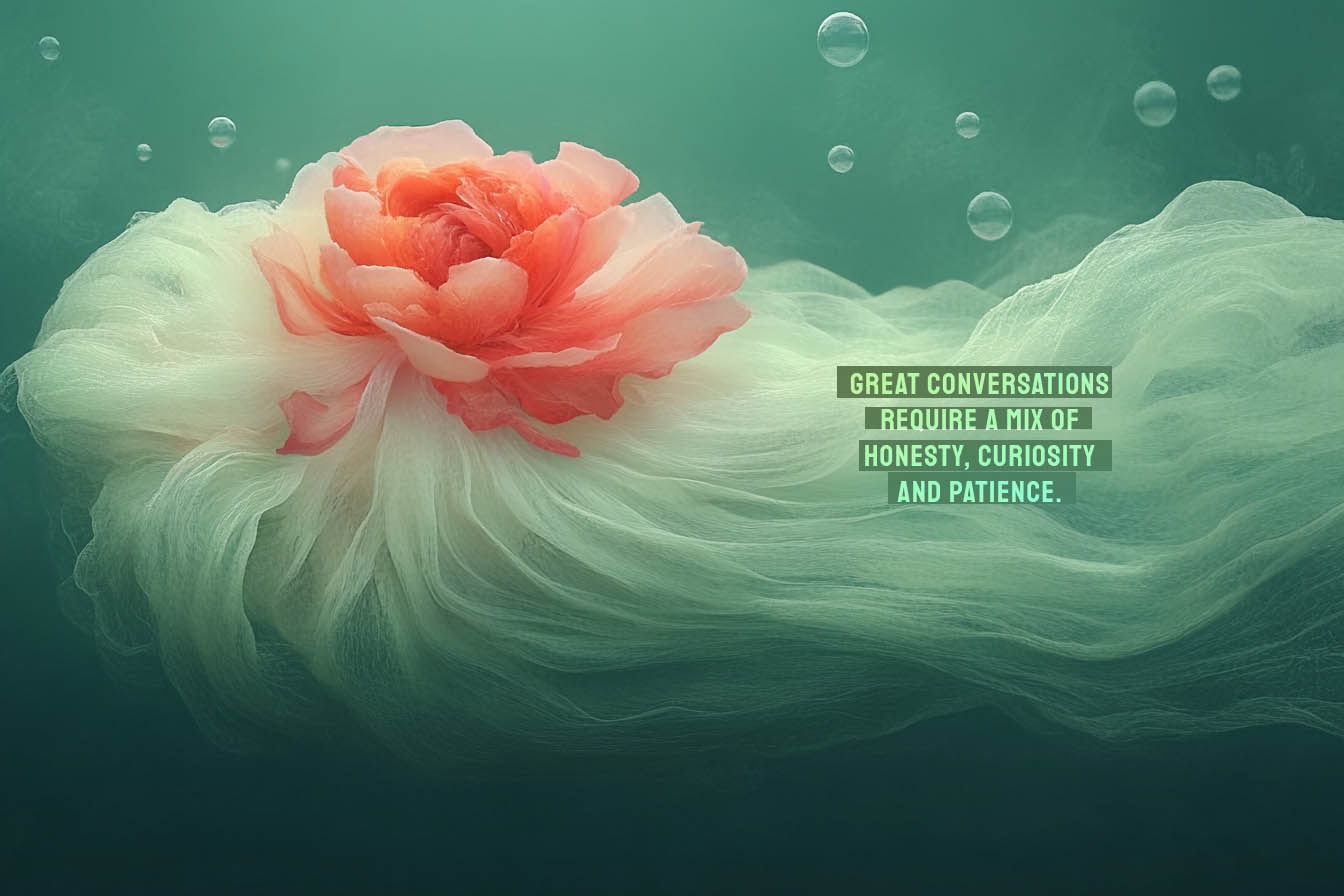 GREAT CONVERSATIONS
REQUIRE A MIX OF
HONESTY, CURIOSITY
AND PATIENCE.